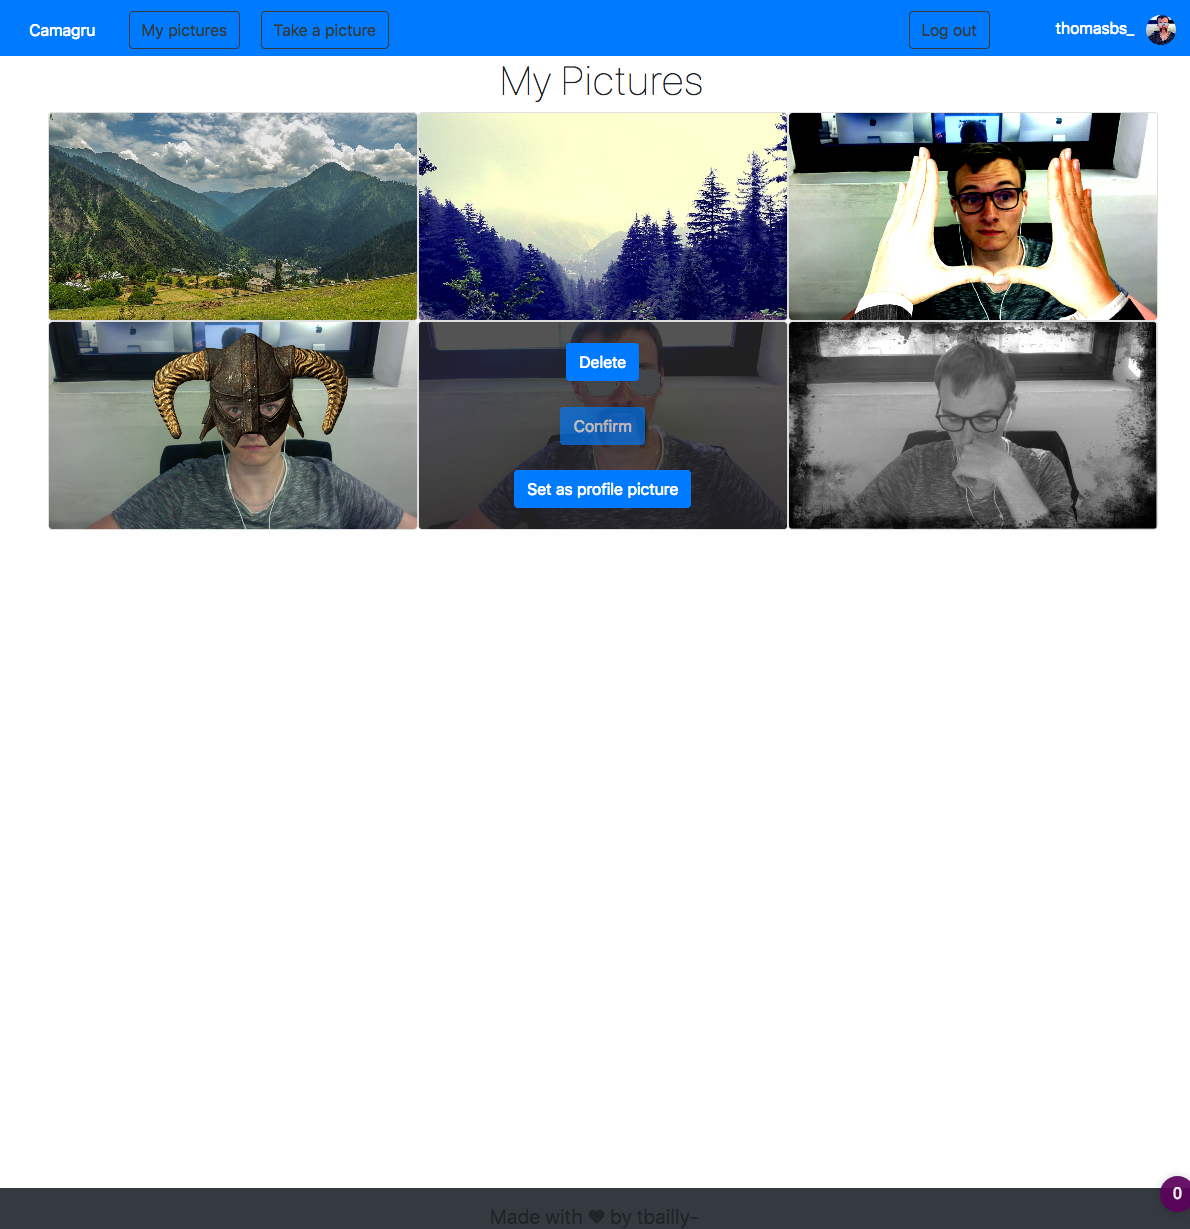 Camagru My pictures Take a picture Log out thomasbs_
My Pictures
Delete
Confirm
Set as profile picture
0
Made with ♥ by tbailly-